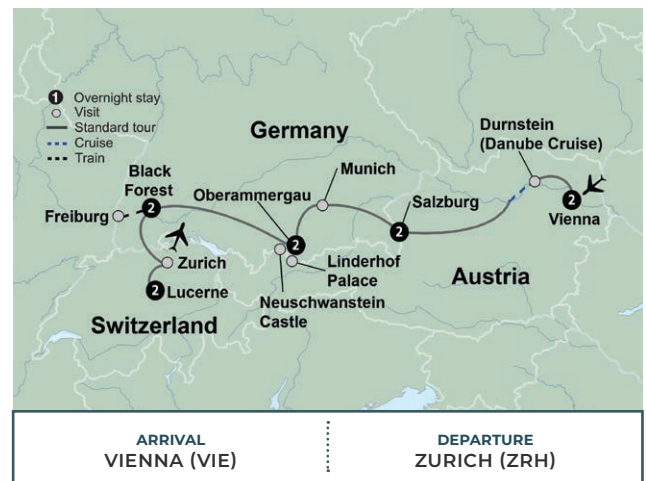 1 Overnight stay
Visit
Standard tour
Cruise
Train
Germany
Durnstein
(Danube Cruise)
Munich
Black
Forest
Oberammergau
Salzburg
2
2
Vienna
Freiburg
2
2
Zurich
Linderhof
Palace
Austria
2 Lucerne
Neuschwanstein
Castle
Switzerland
ARRIVAL
VIENNA (VIE)
DEPARTURE
ZURICH (ZRH)